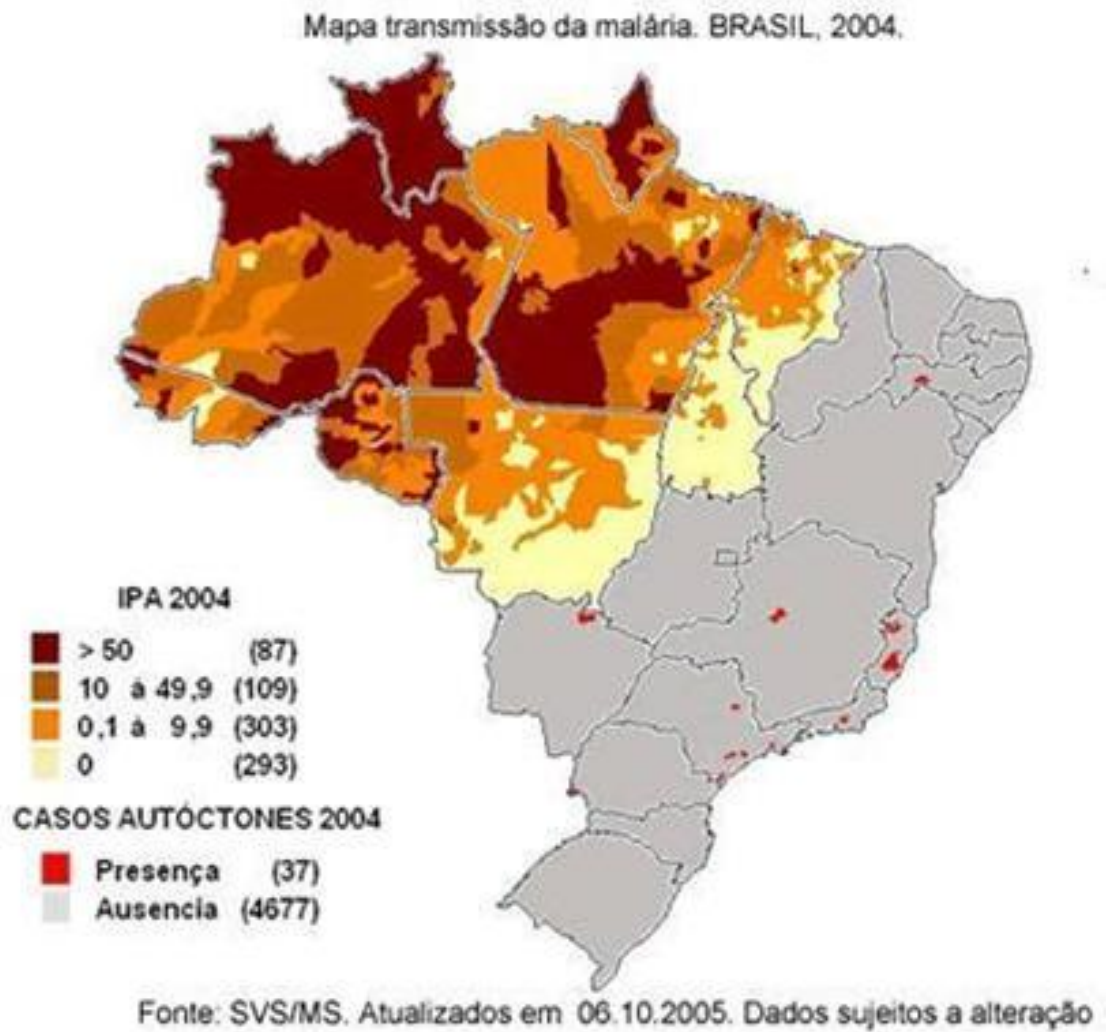 Mapa transmissão da malária. BRASIL, 2004.
IPA 2004
> 50 (87)
10 à 49,9 (109)
0,1 à 9,9 (303)
0 (293)
CASOS AUTÓCTONES 2004
Presença (37)
Ausencia (4677)
Fonte: SVS/MS. Atualizados em 06.10.2005. Dados sujeitos a alteração